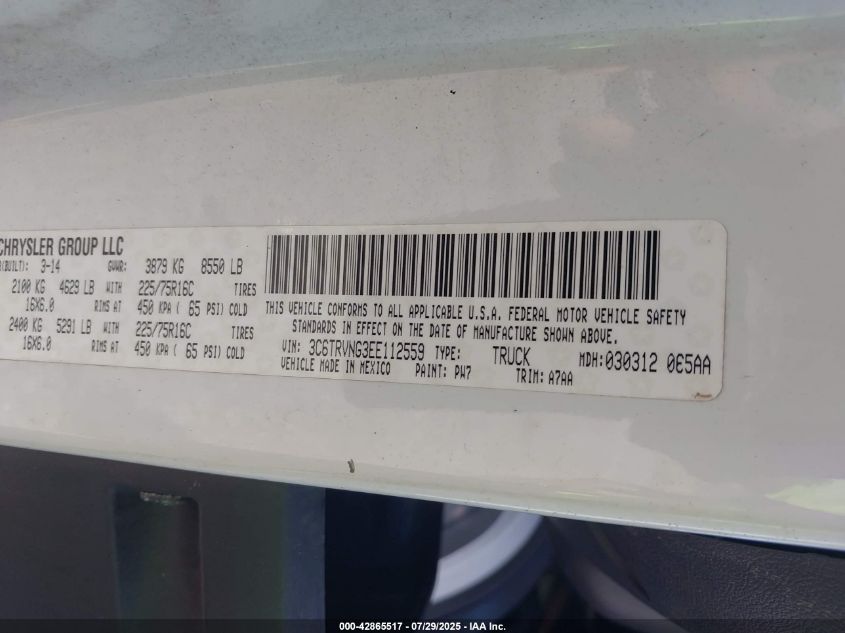 CHRYSLER GROUP LLC
(BUILT): 3-14 GVWR: 3879 KG 8550 LB
2100 KG 4629 LB WITH 225/75R16C TIRES
16X6.0 RIMS AT 450 KPA ( 65 PSI) COLD
2400 KG 5291 LB WITH 225/75R16C TIRES
16X6.0 RIMS AT 450 KPA ( 65 PSI) COLD
THIS VEHICLE CONFORMS TO ALL APPLICABLE U.S.A. FEDERAL MOTOR VEHICLE SAFETY
STANDARDS IN EFFECT ON THE DATE OF MANUFACTURE SHOWN ABOVE.
VIN: 3C6TRVNG3EE112559 TYPE: TRUCK MDH:030312 065AA
VEHICLE MADE IN MEXICO PAINT: PW7 TRIM: A7AA
000-42865517 - 07/29/2025 - IAA Inc.